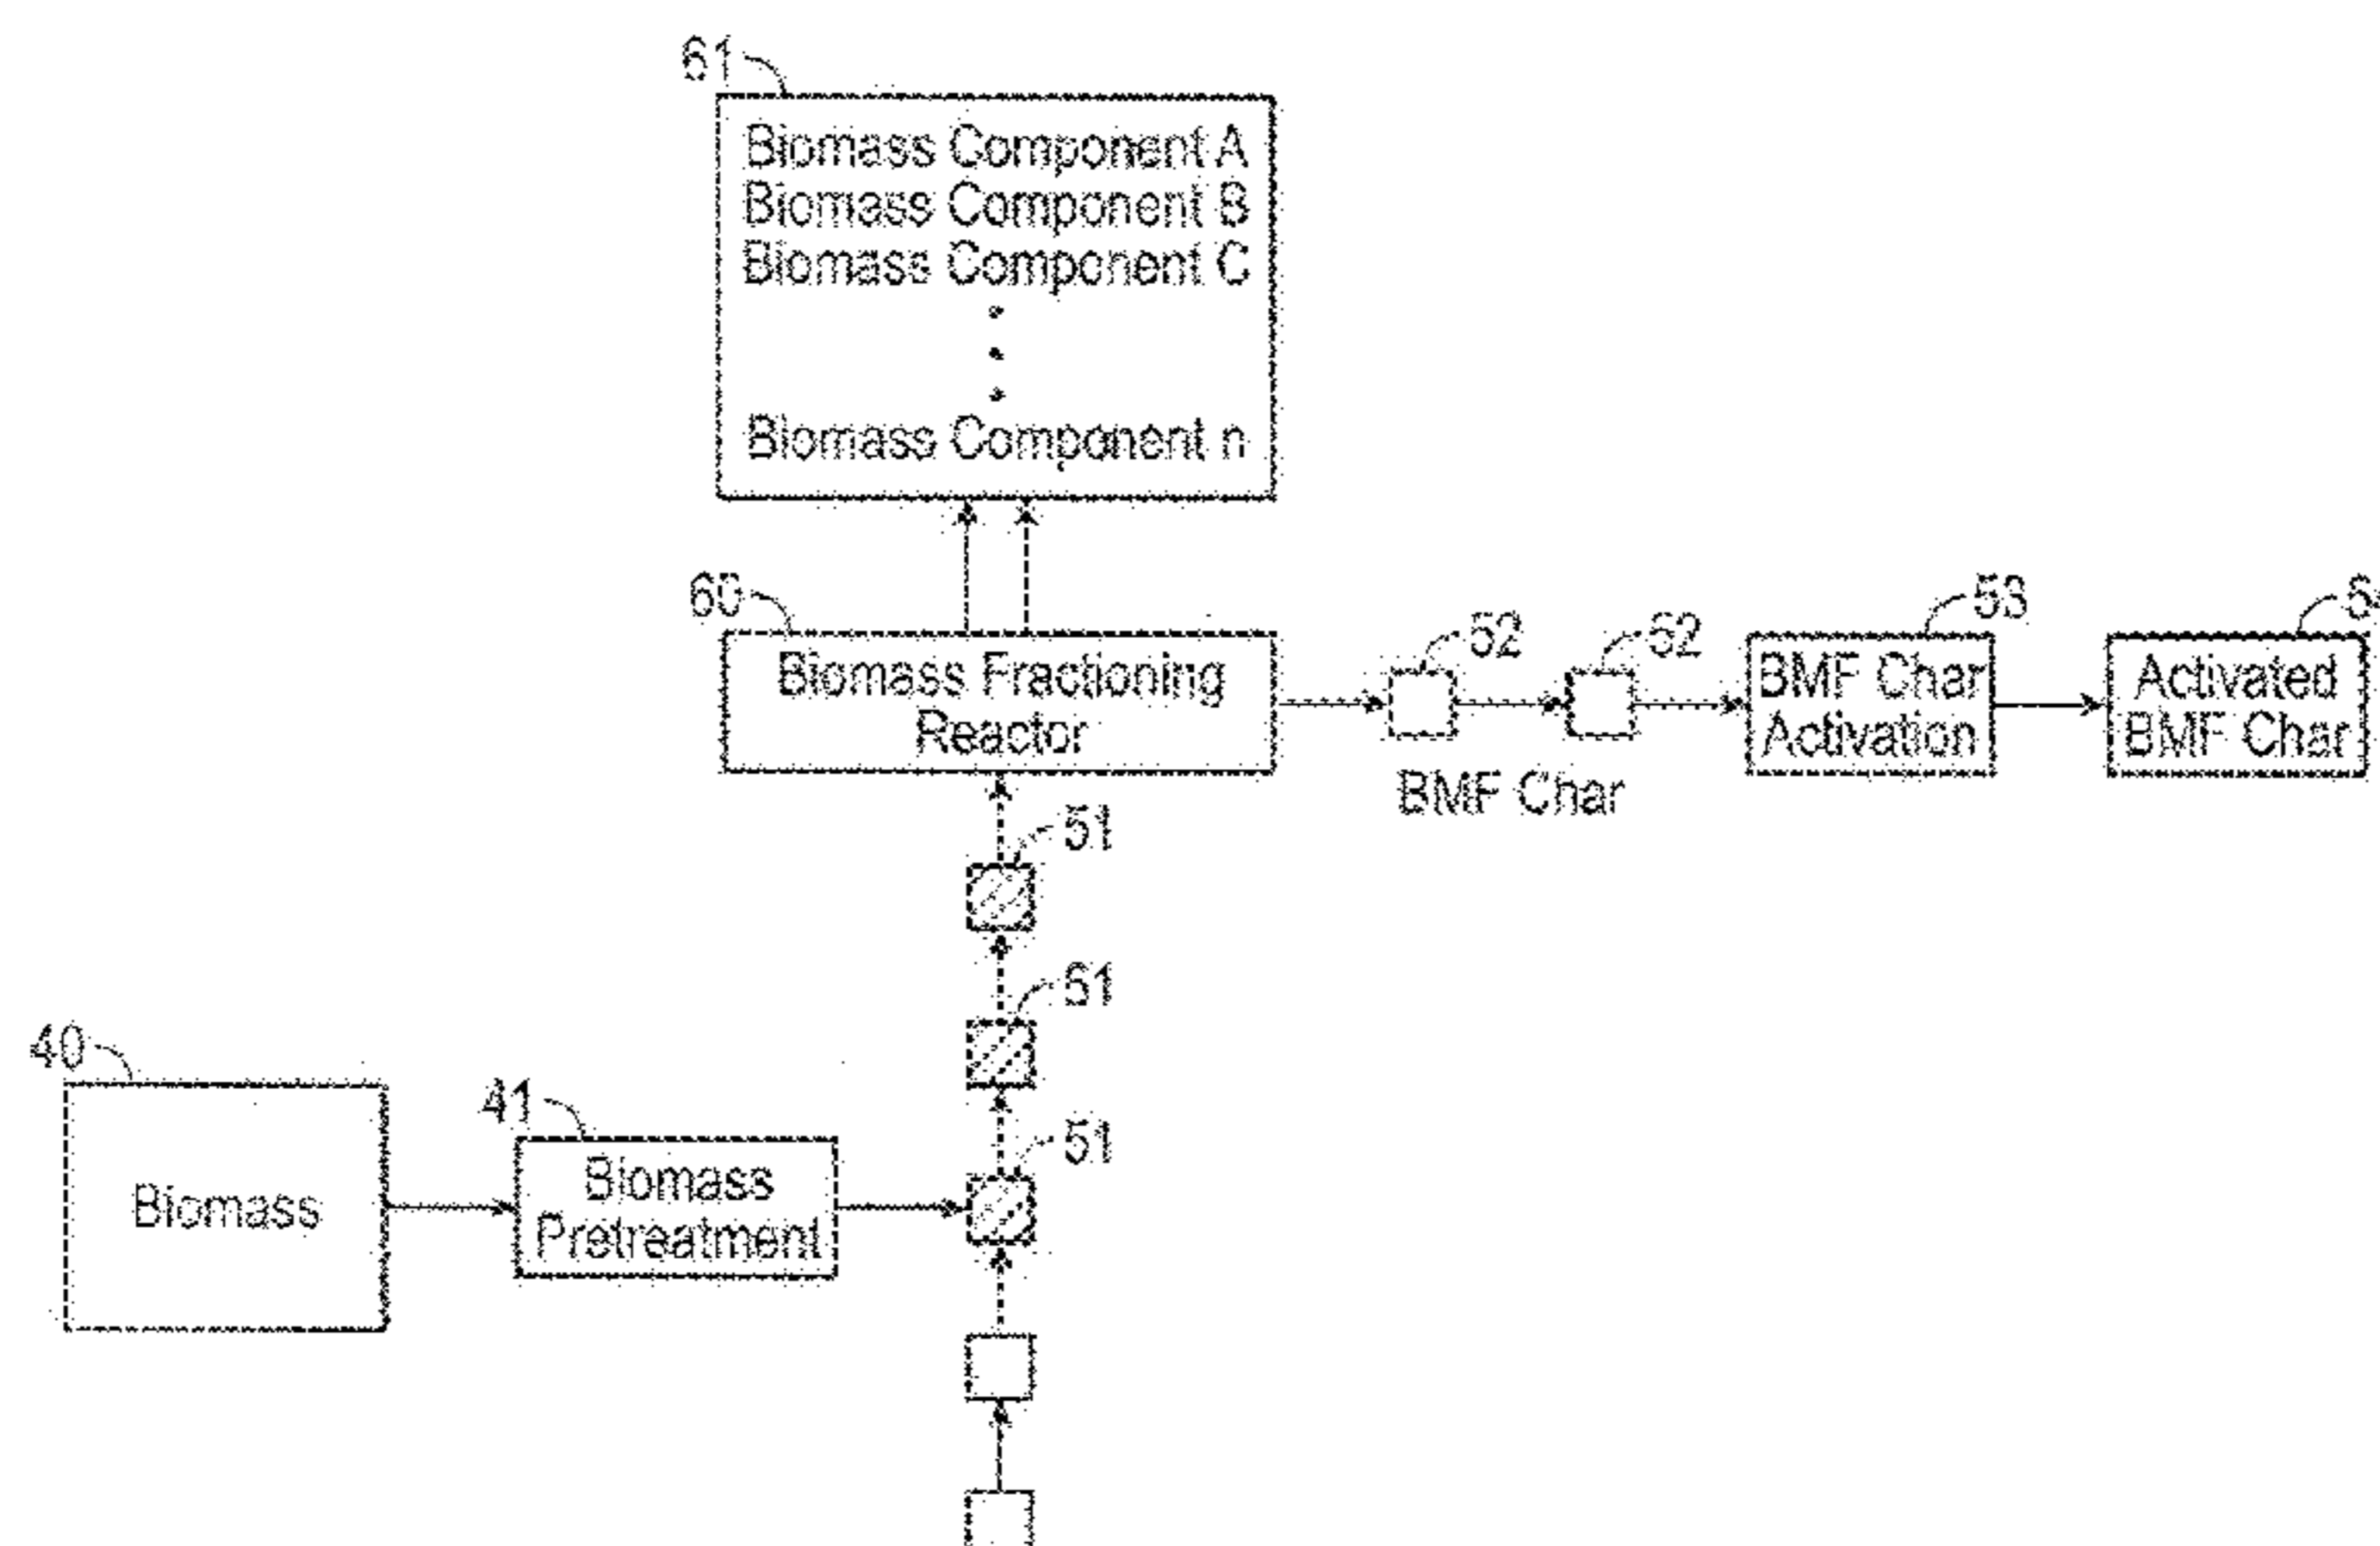 61
Biomass Component A
Biomass Component B
Biomass Component C
Biomass Component n
60
Biomass Fractioning
Reactor
52
52
BMF Char
53
BMF Char
Activation
Activated
BMF Char
51
51
51
40
Biomass
41
Biomass
Pretreatment